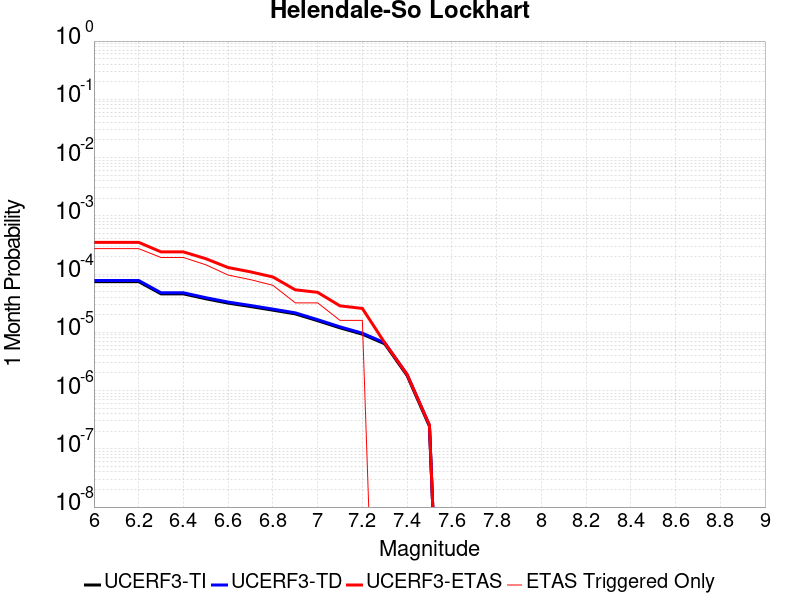 Helendale-So Lockhart
10^0
10^-1
10^-2
10^-3
10^-4
10^-5
10^-6
10^-7
10^-8
1 Month Probability
6 6.2 6.4 6.6 6.8 7 7.2 7.4 7.6 7.8 8 8.2 8.4 8.6 8.8 9
Magnitude
UCERF3-TI UCERF3-TD UCERF3-ETAS ETAS Triggered Only